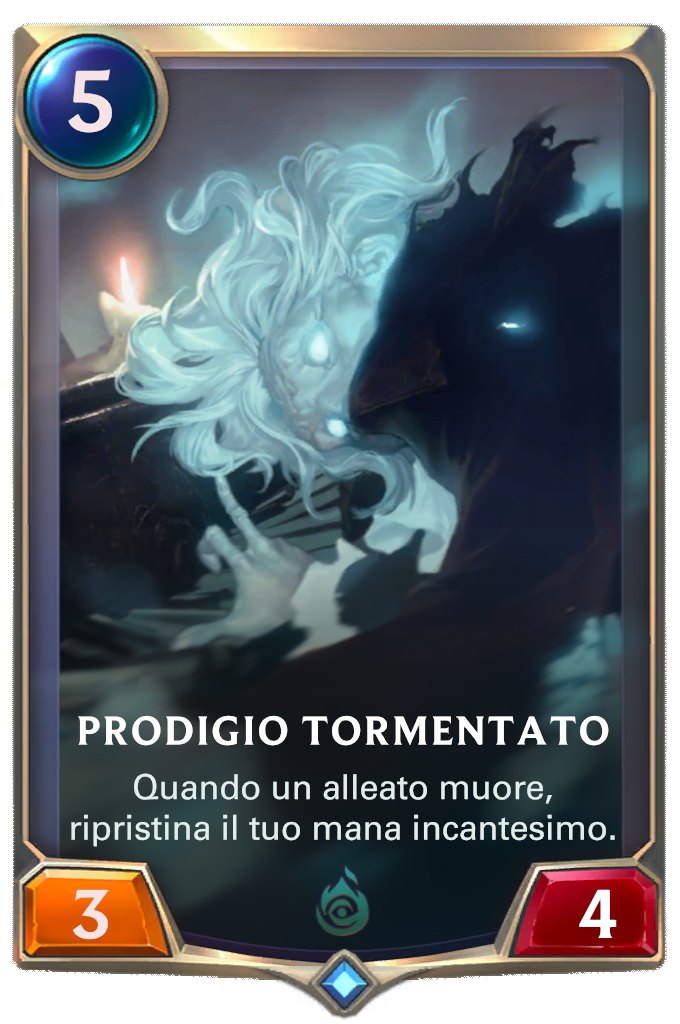 5
PRODIGIO TORMENTATO
Quando un alleato muore,
ripristina il tuo mana incantesimo.
3
4